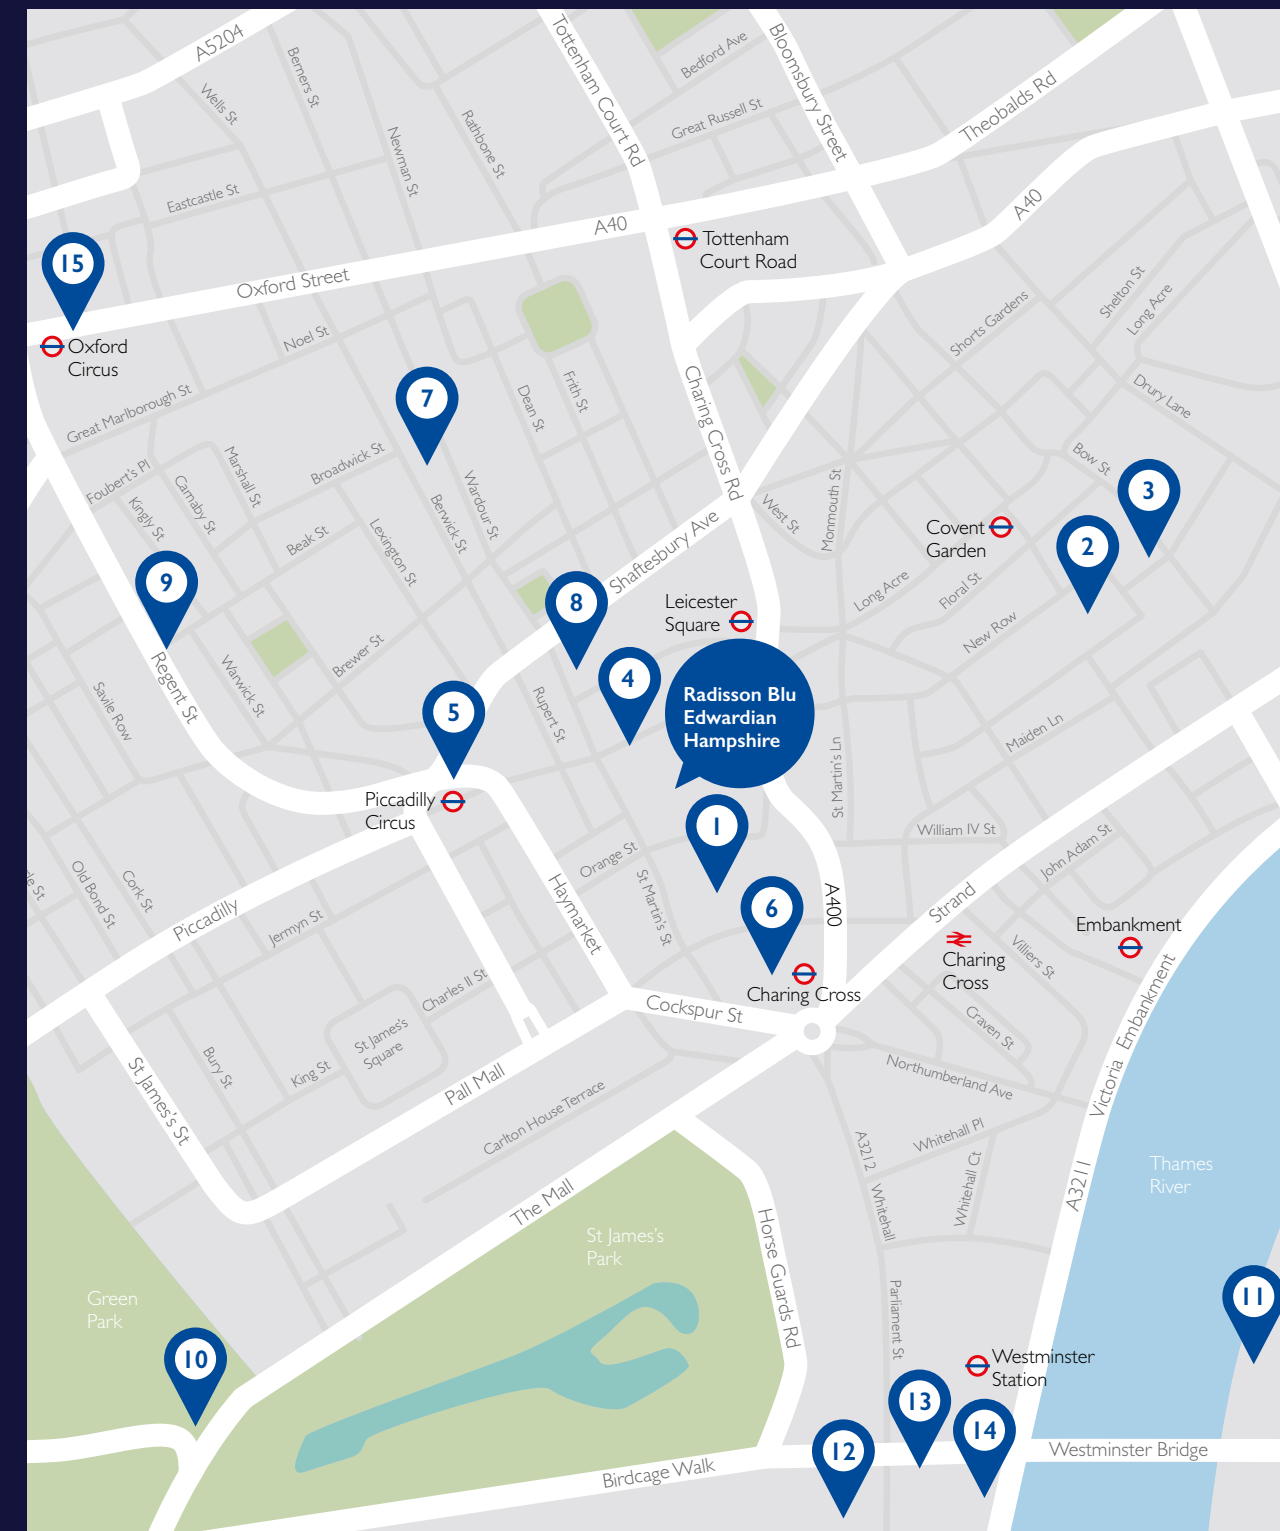 A5204
Berners St
Wells St
Newman St
Rathbone St
Eastcastle St
Tottenham Court Rd
Bedford Ave
Great Russell St
Bloomsbury Street
Theobalds Rd
A40
A40
15
Oxford Street
Tottenham
Court Road
Oxford
Circus
Noel St
Great Marlborough St
7
Dean St
Frith St
Charing Cross Rd
Shorts Gardens
Shelton St
Long Acre
Drury Lane
Bow St
Foubert's Pl
Kingly St
Carnaby St
Marshall St
Broadwick St
Beak St
Lexington St
Berwick St
Wardour St
Shaftesbury Ave
West St
Monmouth St
Covent
Garden
3
2
Long Acre
Floral St
New Row
9
8
Leicester
Square
4
Radisson Blu
Edwardian
Hampshire
Regent St
Savile Row
Warwick St
Brewer St
5
Rupert St
St Martin's Ln
Maiden Ln
Piccadilly
Circus
1
William IV St
John Adam St
Old Bond St
Cork St
Piccadilly
Jermyn St
Haymarket
Orange St
St Martin's St
6
A400
Strand
Charing Cross
Charing
Cross
Villiers St
Embankment
Cockspur St
Charles II St
St James's
Square
King St
Bury St
St James's St
Pall Mall
Carlton House Terrace
Craven St
Northumberland Ave
Whitehall Pl
Whitehall Ct
A3212
Whitehall
Victoria Embankment
A3211
Thames
River
The Mall
St James's
Park
Horse Guards Rd
Green
Park
10
Parliament St
11
Westminster
Station
13
14
12
Westminster Bridge
Birdcage Walk